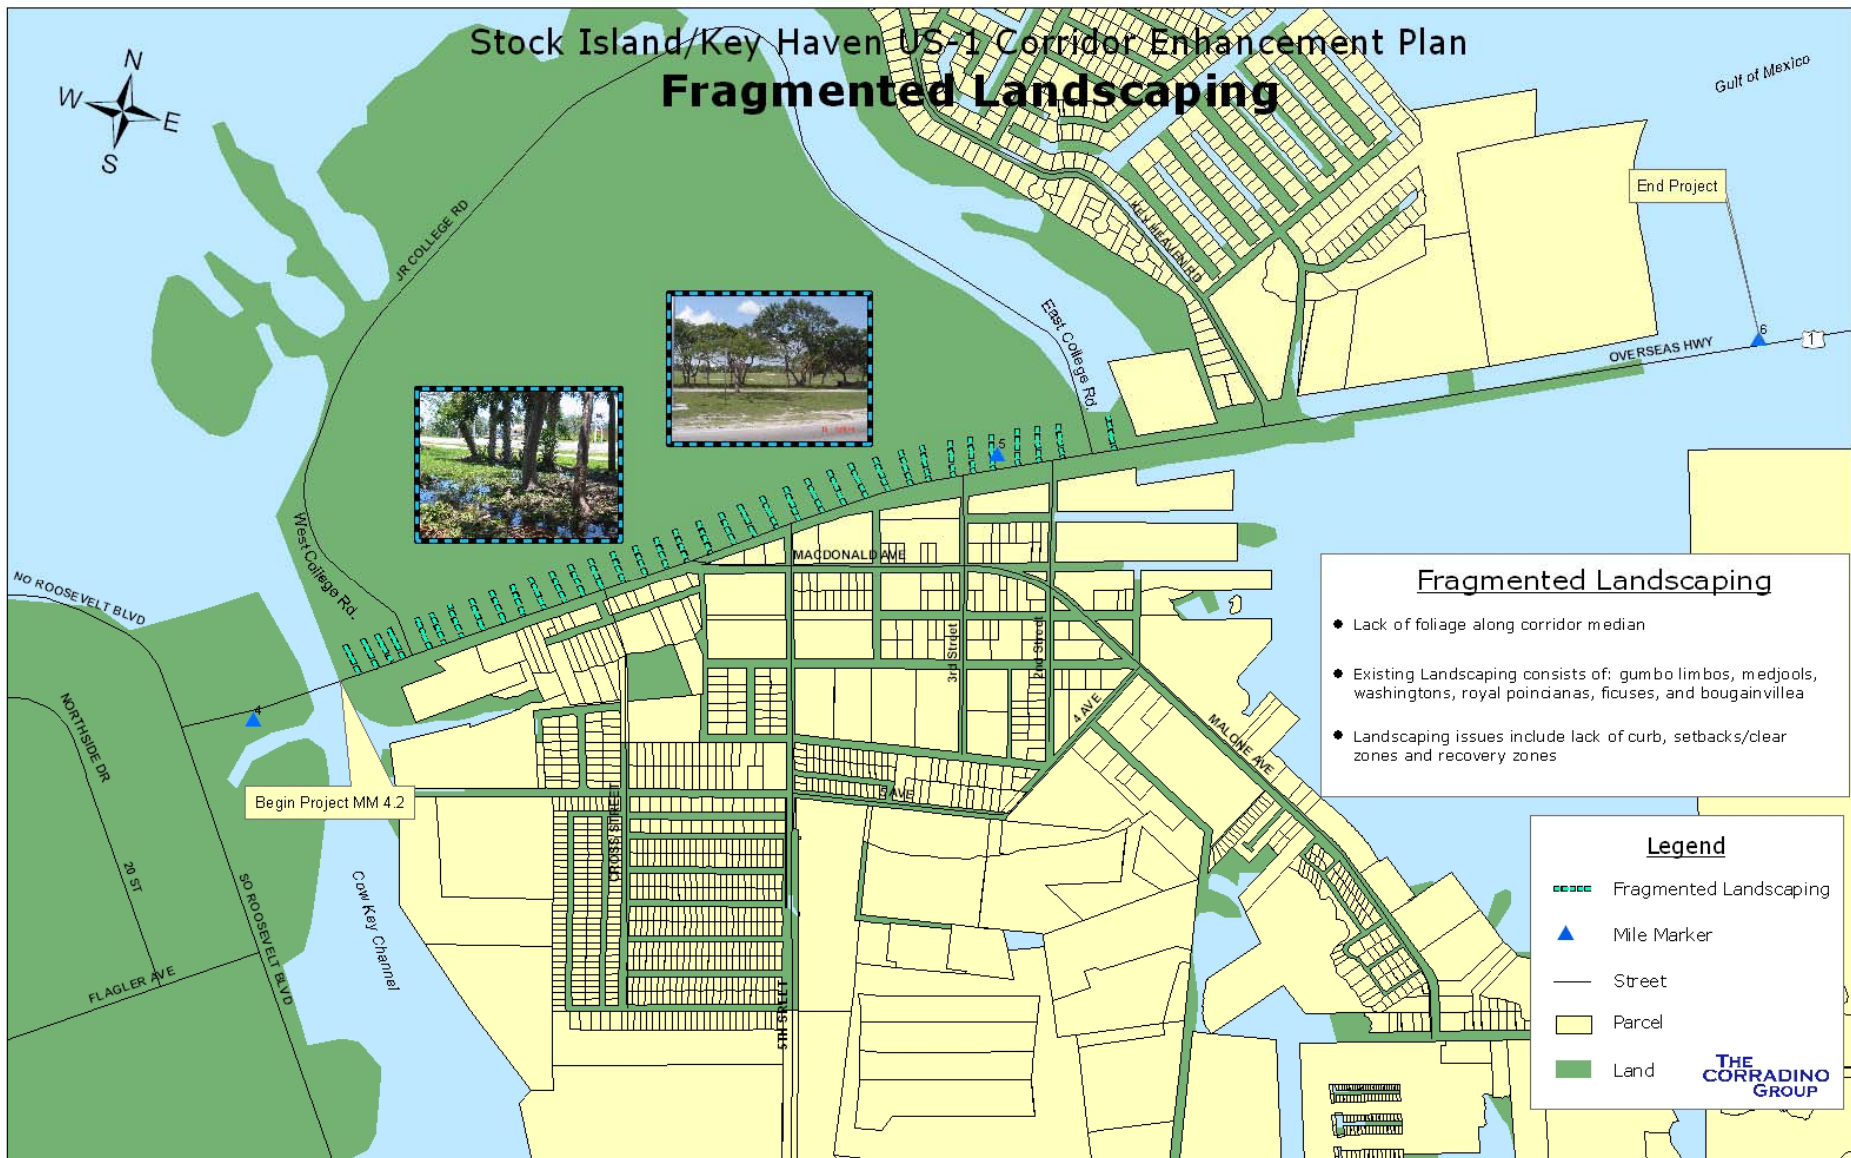 Stock Island/Key Haven US-1 Corridor Enhancement Plan
Fragmented Landscaping
N
W
E
S
Gulf of Mexico
End Project
JR COLLEGE RD
KEY HEAVEN RD
East College Rd.
6
1
OVERSEAS HWY
5
West College Rd.
NO ROOSEVELT BLVD
MACDONALD AVE
3rd Street
2nd Street
4
NORTHSIDE DR
4 AVE
MALONE AVE
Begin Project MM 4.2
5 AVE
CROSS STREET
20 ST
SO ROOSEVELT BLVD
Cow Key Channel
FLAGLER AVE
5TH SREET
Fragmented Landscaping
● Lack of foliage along corridor median
● Existing Landscaping consists of: gumbo limbos, medjools,
washingtons, royal poincianas, ficuses, and bougainvillea
● Landscaping issues include lack of curb, setbacks/clear
zones and recovery zones
Legend
Fragmented Landscaping
Mile Marker
Street
Parcel
Land
THE
CORRADINO
GROUP